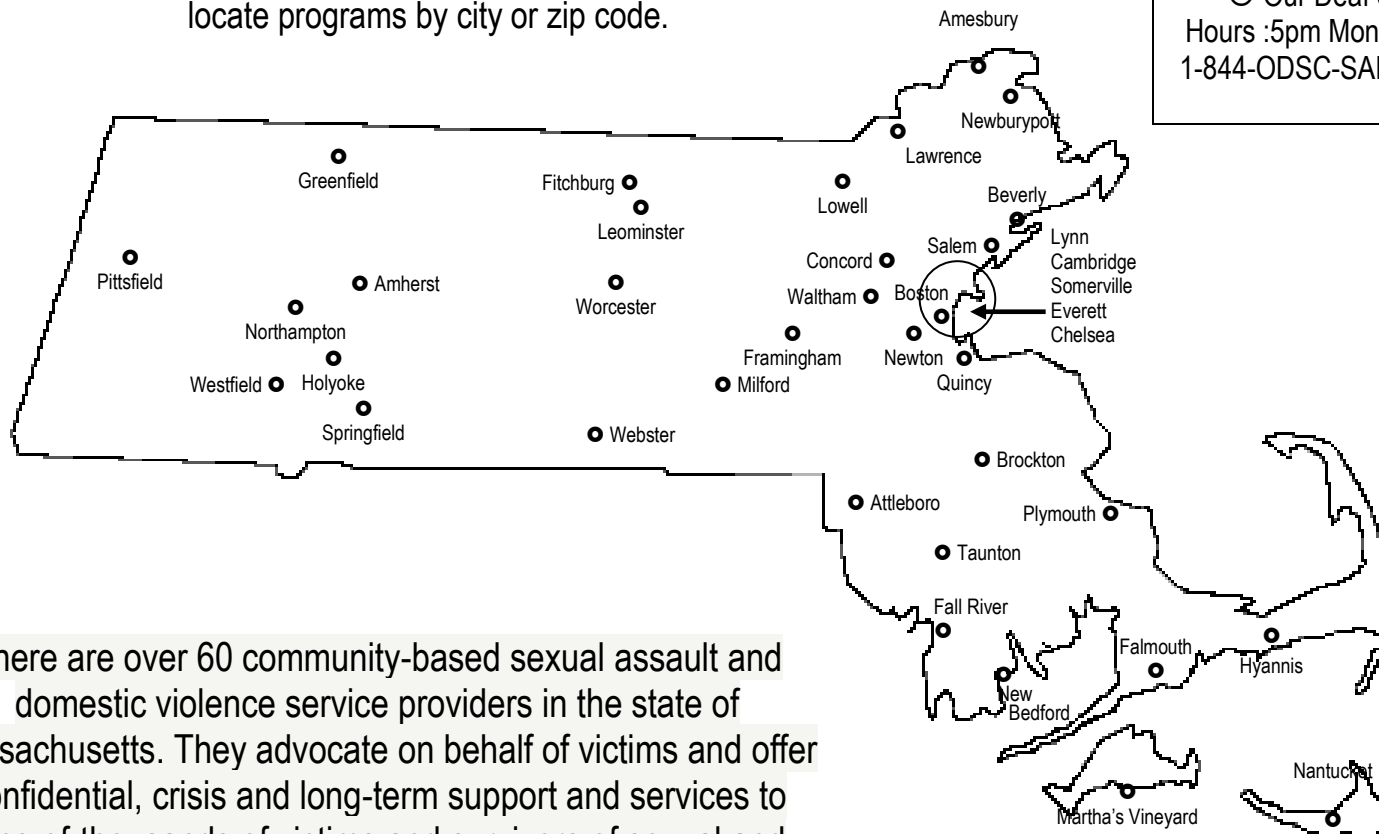 locate programs by city or zip code.
Hours :5pm Mon
1-844-ODSC-SA
Amesbury
Newburyport
Lawrence
Greenfield
Fitchburg
Lowell
Beverly
Leominster
Salem
Lynn
Cambridge
Somerville
Everett
Chelsea
Concord
Pittsfield
Amherst
Waltham
Boston
Worcester
Northampton
Framingham
Newton
Quincy
Westfield
Holyoke
Milford
Springfield
Webster
Brockton
Attleboro
Plymouth
Taunton
Fall River
Falmouth
Hyannis
New
Bedford
Nantucket
Martha's Vineyard
here are over 60 community-based sexual assault and
domestic violence service providers in the state of
sachusetts. They advocate on behalf of victims and offer
onfidential, crisis and long-term support and services to